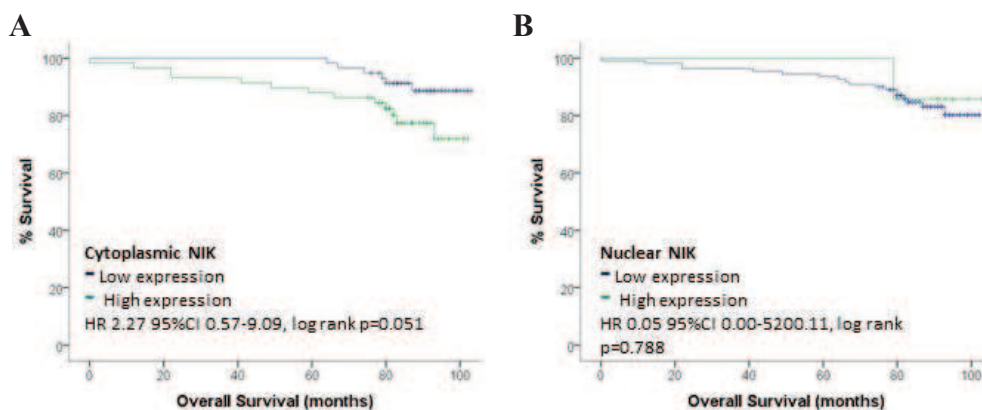 A
100
80
60
40
20
0
% Survival
Cytoplasmic NIK
Low expression
High expression
HR 2.27 95%CI 0.57-9.09, log rank p=0.051
0 20 40 60 80 100
Overall Survival (months)
B
100
80
60
40
20
0
% Survival
Nuclear NIK
Low expression
High expression
HR 0.05 95%CI 0.00-5200.11, log rank
p=0.788
0 20 40 60 80 100
Overall Survival (months)